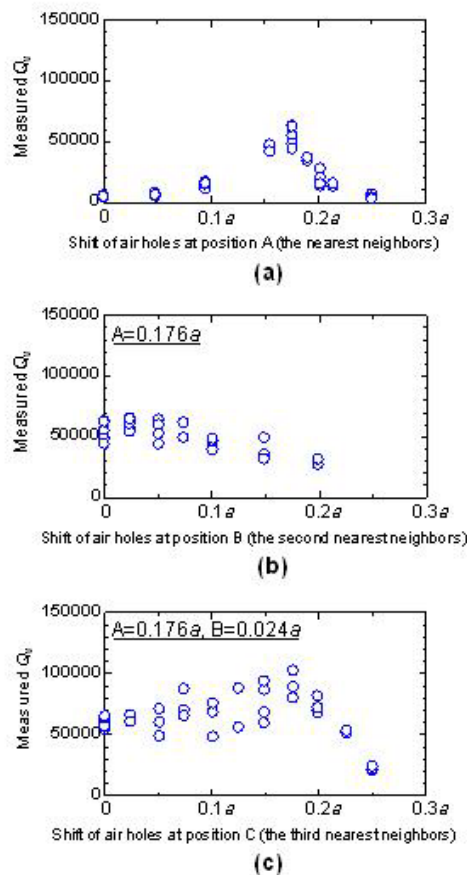 150000
100000
50000
0
Measured Qᵥ
0
0.1a
0.2a
0.3a
Shift of air holes at position A (the nearest neighbors)
(a)
150000
100000
50000
0
Measured Qᵥ
A=0.176a
0
0.1a
0.2a
0.3a
Shift of air holes at position B (the second nearest neighbors)
(b)
150000
100000
50000
0
Measured Qᵥ
A=0.176a, B=0.024a
0
0.1a
0.2a
0.3a
Shift of air holes at position C (the third nearest neighbors)
(c)